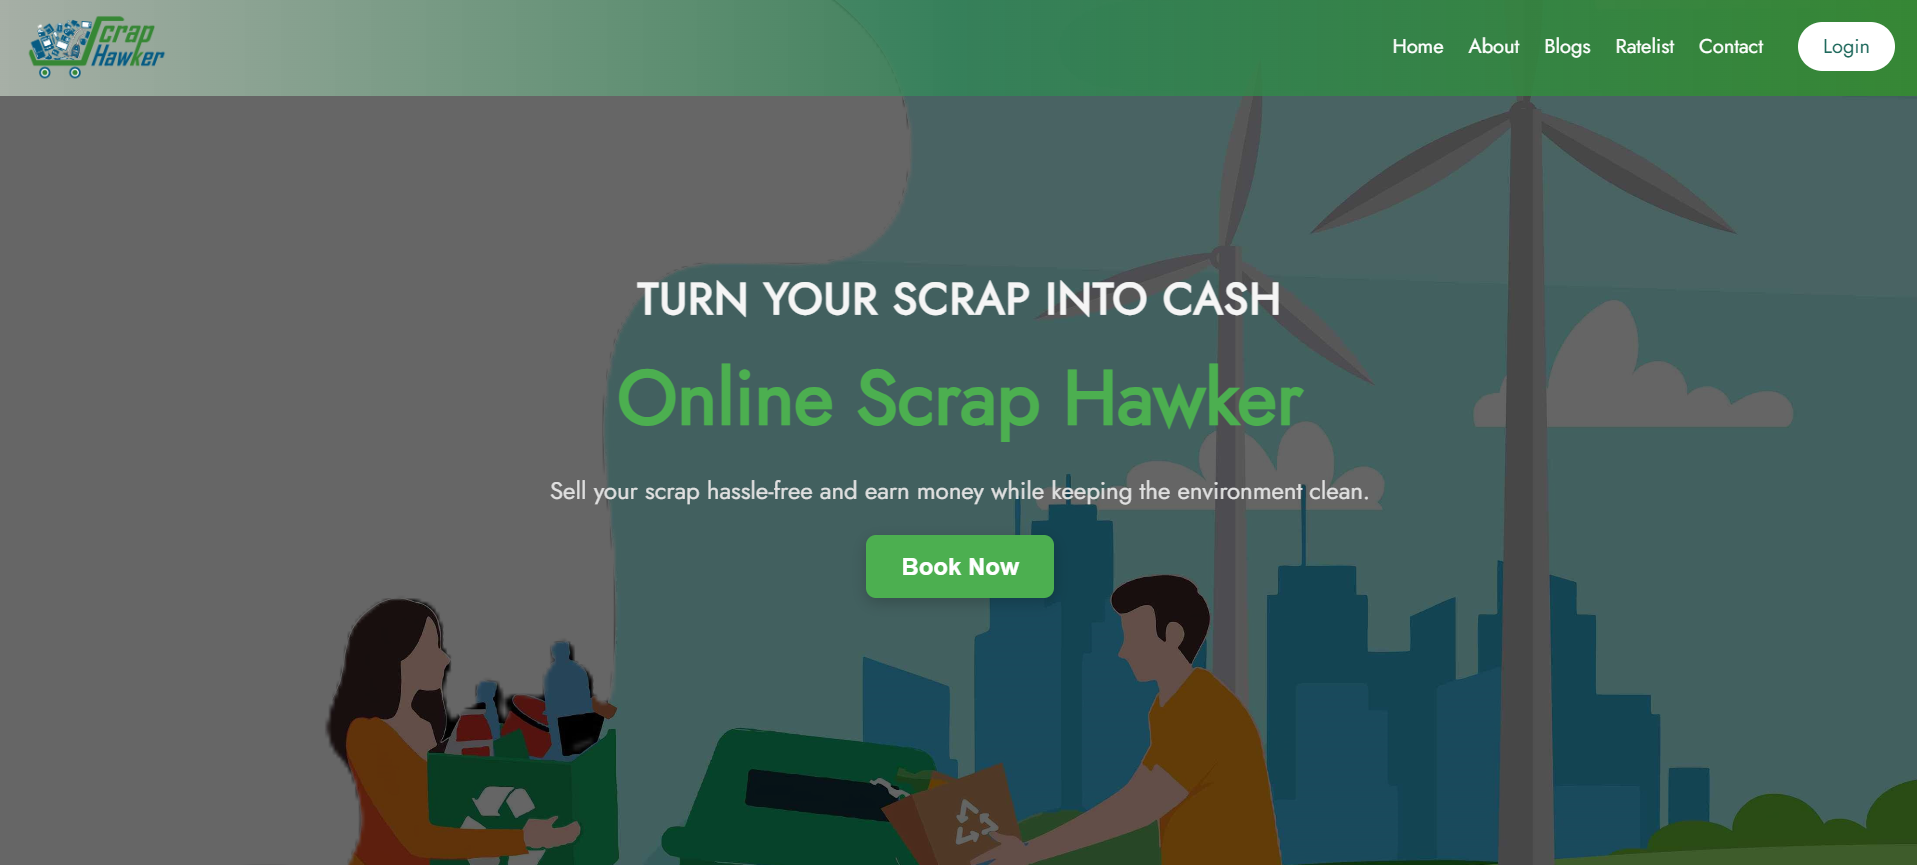 Scrap
Hawker
Home
About
Blogs
Ratelist
Contact
Login
TURN YOUR SCRAP INTO CASH
Online Scrap Hawker
Sell your scrap hassle-free and earn money while keeping the environment clean.
Book Now